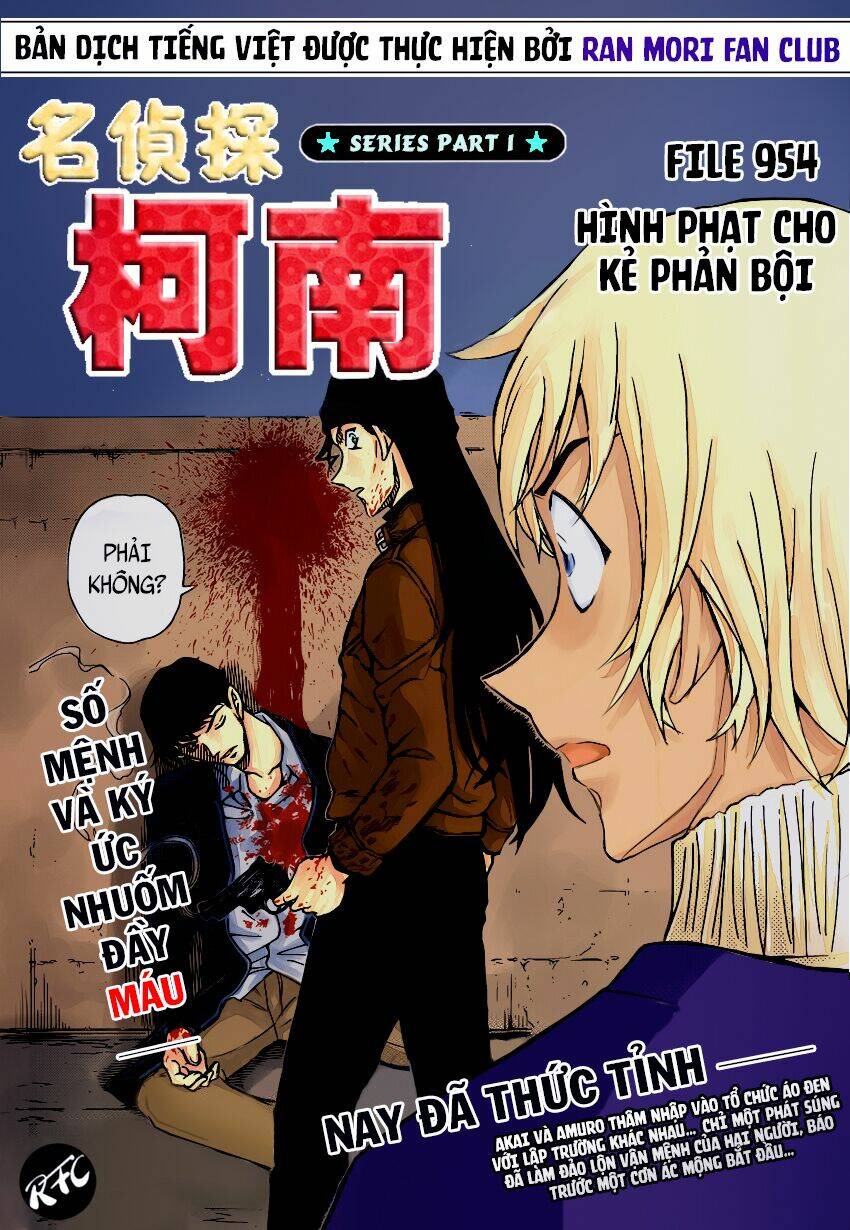 BẢN DỊCH TIẾNG VIỆT ĐƯỢC THỰC HIỆN BỞI RAN MORI FAN CLUB
名偵探
★ SERIES PART 1 ★
柯南
FILE 954
HÌNH PHẠT CHO
KẺ PHẢN BỘI
PHẢI
KHÔNG?
SỐ
MỆNH
VÀ KÝ
ỨC
NHUỐM
ĐẦY
MÁU
NAY ĐÃ THỨC TỈNH
AKAI VÀ AMURO THÂM NHẬP VÀO TỔ CHỨC ÁO ĐEN
VỚI LẬP TRƯỜNG KHÁC NHAU... CHỈ MỘT PHÁT SÚNG
ĐÃ LÀM ĐẢO LỘN VẬN MỆNH CỦA HAI NGƯỜI, BÁO
TRƯỚC MỘT CƠN ÁC MỘNG BẮT ĐẦU...
RFC